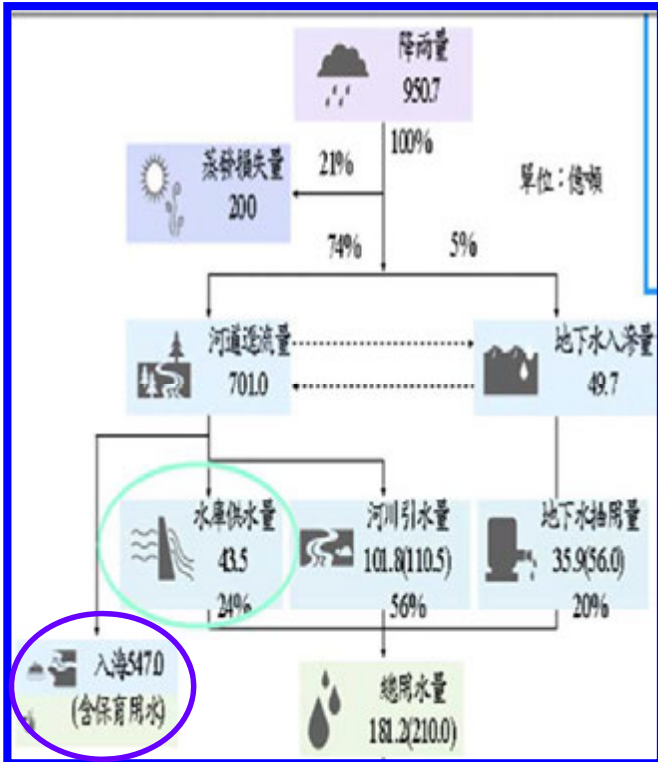 降雨量
950.7
100%
蒸發損失量
200
21%
單位：億噸
74%
5%
河道逕流量
701.0
地下水入滲量
49.7
水庫供水量
43.5
24%
河川引水量
101.8(110.5)
56%
地下水抽用量
35.9(56.0)
20%
入海547.0
(含保育用水)
總用水量
181.2(210.0)